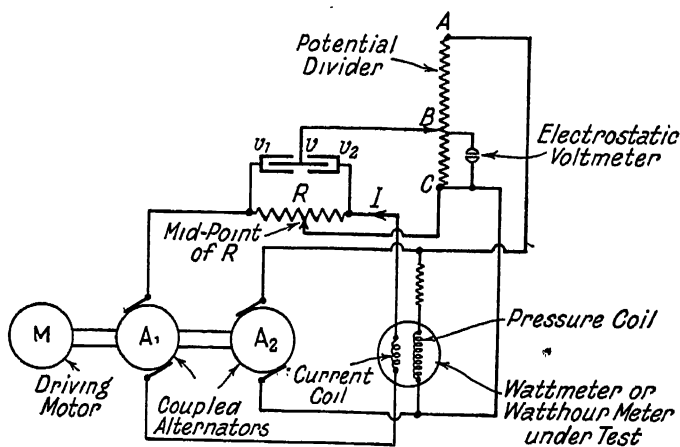 A
Potential
Divider
B
Electrostatic
Voltmeter
v1 v v2
C
R
I
Mid-Point
of R
M
A1
A2
Pressure Coil
Driving
Motor
Coupled
Alternators
Current
Coil
Wattmeter or
Watthour Meter
under Test